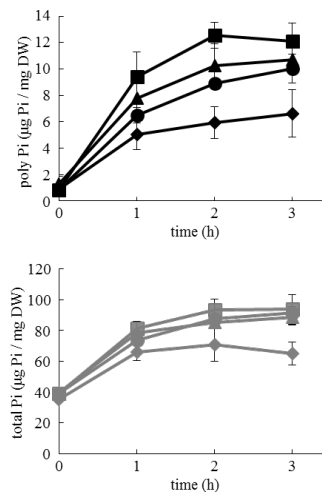 14
12
10
8
6
4
2
0
poly Pi (µg Pi / mg DW)
0 1 2 3
time (h)
120
100
80
60
40
20
0
total Pi (µg Pi / mg DW)
0 1 2 3
time (h)